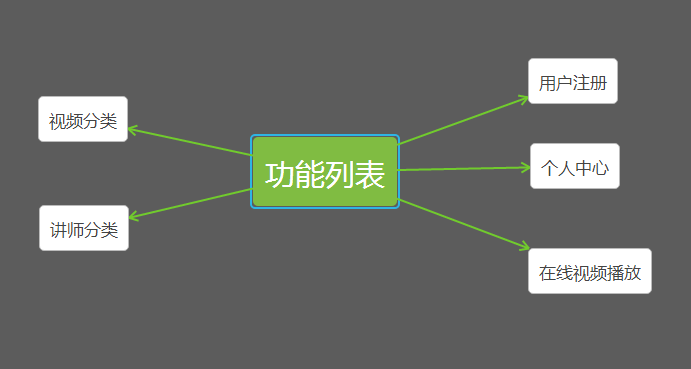 用户注册
视频分类
功能列表
个人中心
讲师分类
在线视频播放